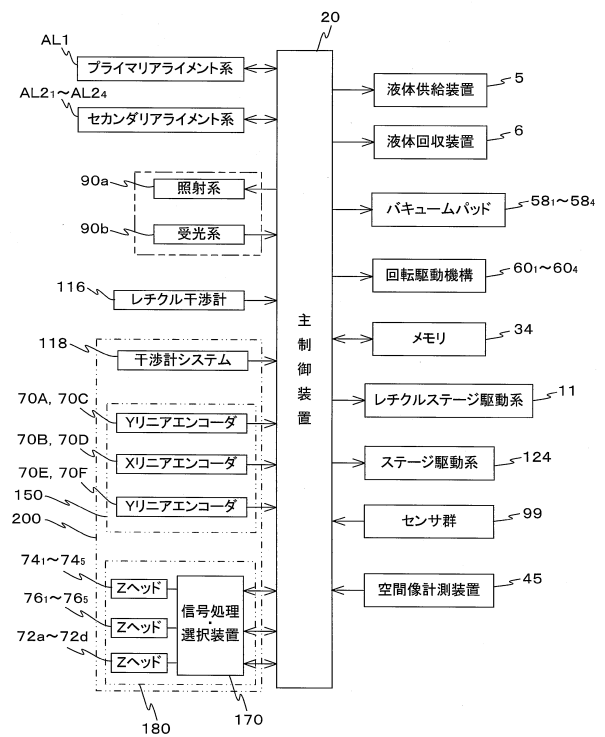 20
AL1
プライマリアライメント系
AL2₁～AL2₄
セカンダリアライメント系
90a
照射系
90b
受光系
116
レチクル干渉計
118
干渉計システム
70A, 70C
Yリニアエンコーダ
70B, 70D
Xリニアエンコーダ
70E, 70F
Yリニアエンコーダ
150
200
74₁～74₅
Zヘッド
76₁～76₅
Zヘッド
72a～72d
Zヘッド
信号処理
・
選択装置
180
170
主制御装置
液体供給装置
5
液体回収装置
6
バキュームパッド
58₁～58₄
回転駆動機構
60₁～60₄
メモリ
34
レチクルステージ駆動系
11
ステージ駆動系
124
センサ群
99
空間像計測装置
45